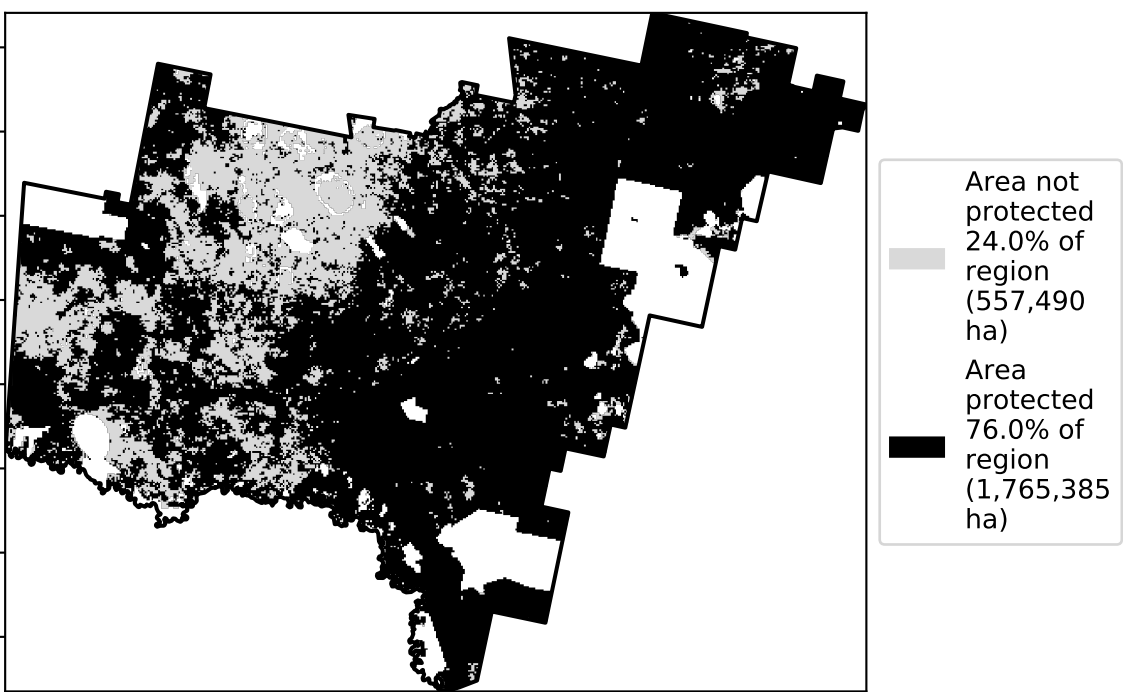 Area not
protected
24.0% of
region
(557,490
ha)
Area
protected
76.0% of
region
(1,765,385
ha)